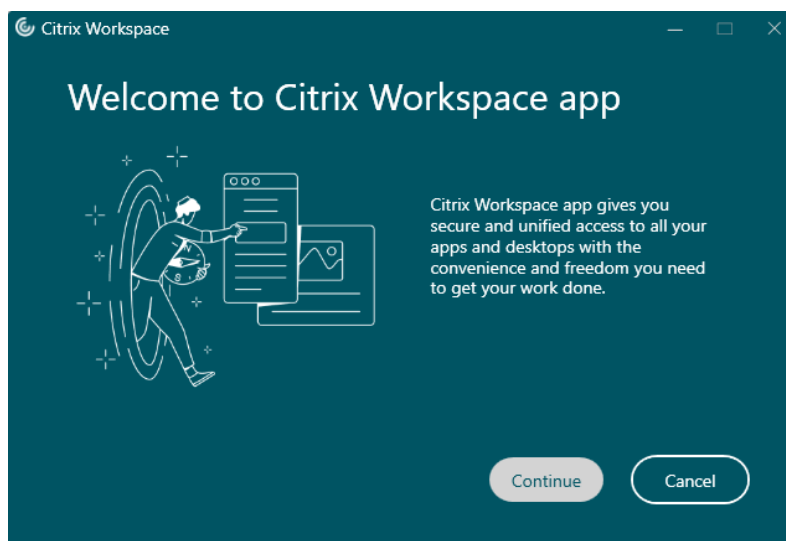 Citrix Workspace
Welcome to Citrix Workspace app
N
S
Citrix Workspace app gives you
secure and unified access to all your
apps and desktops with the
convenience and freedom you need
to get your work done.
Continue
Cancel